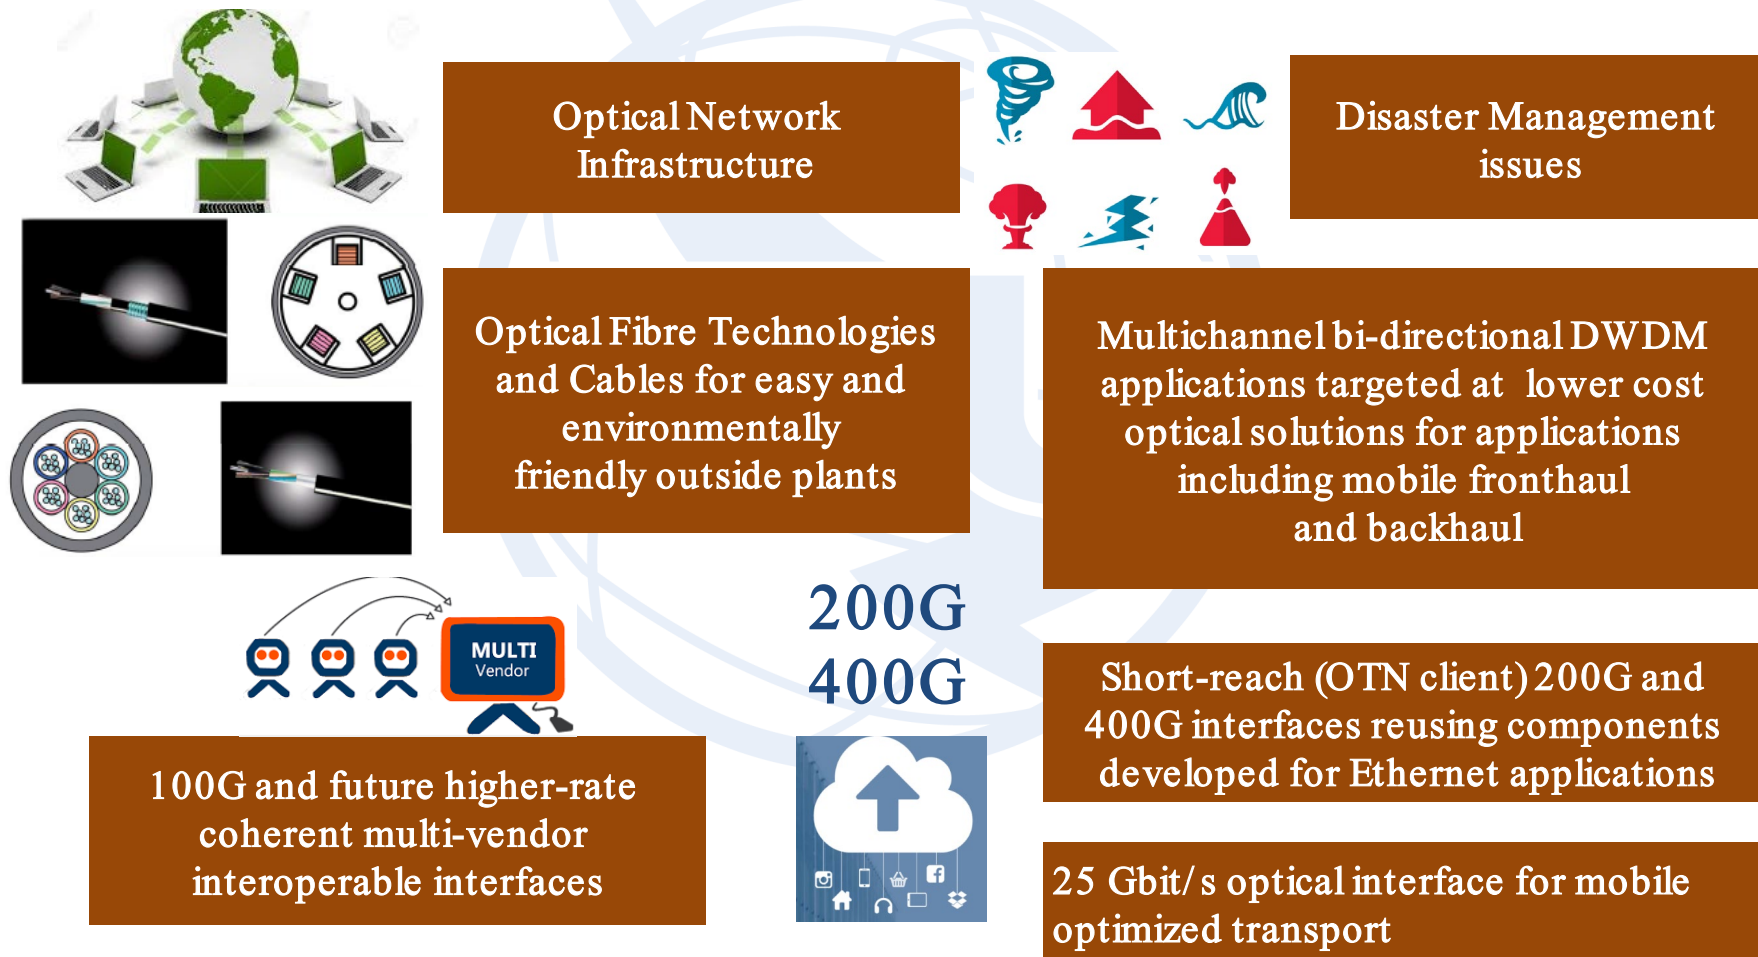 Optical Network
Infrastructure
Disaster Management
issues
Optical Fibre Technologies
and Cables for easy and
environmentally
friendly outside plants
Multichannel bi-directional DWDM
applications targeted at lower cost
optical solutions for applications
including mobile fronthaul
and backhaul
MULTI
Vendor
100G and future higher-rate
coherent multi-vendor
interoperable interfaces
200G
400G
Short-reach (OTN client) 200G and
400G interfaces reusing components
developed for Ethernet applications
25 Gbit/s optical interface for mobile
optimized transport